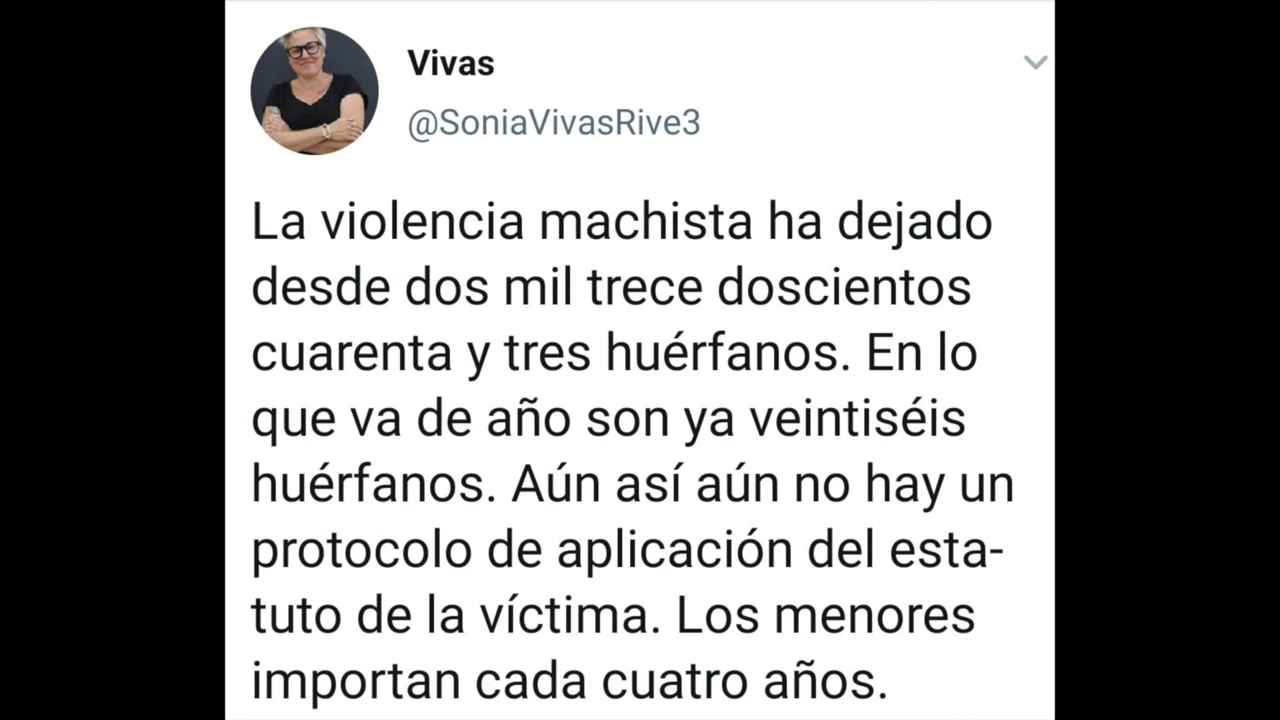 Vivas
@SoniaVivasRive3
La violencia machista ha dejado
desde dos mil trece doscientos
cuarenta y tres huérfanos. En lo
que va de año son ya veintiséis
huérfanos. Aún así aún no hay un
protocolo de aplicación del esta-
tuto de la víctima. Los menores
importan cada cuatro años.